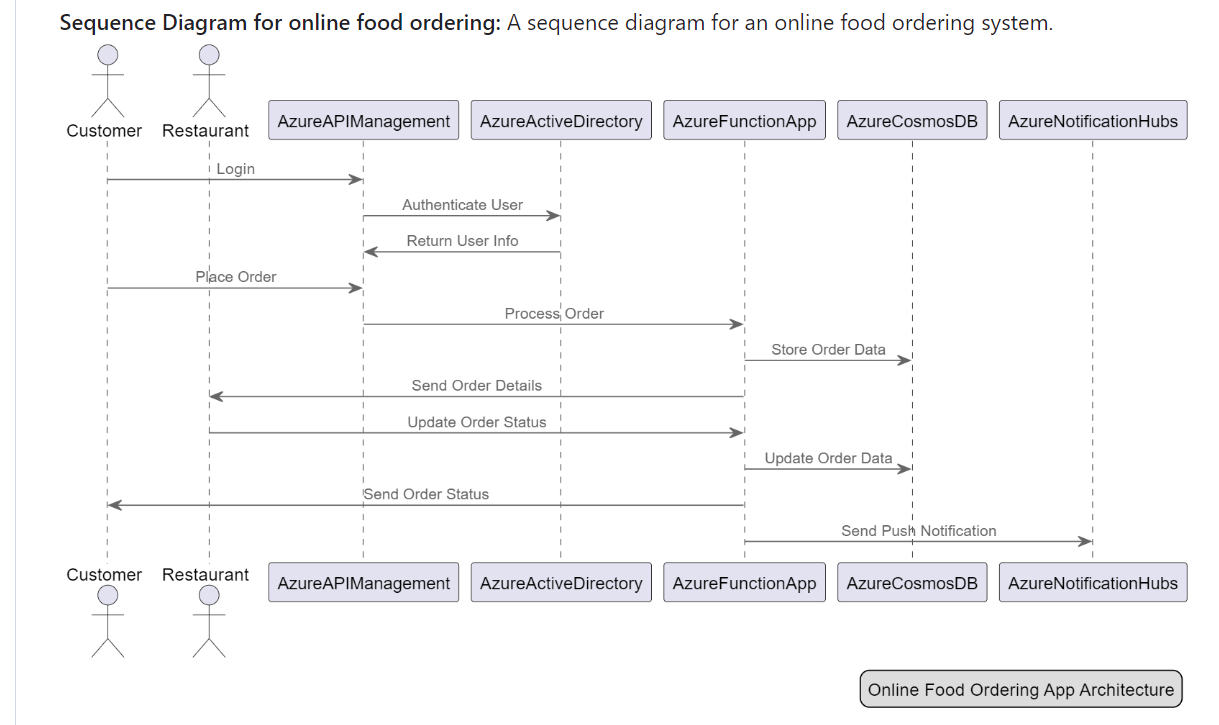 Sequence Diagram for online food ordering: A sequence diagram for an online food ordering system.
Customer Restaurant AzureAPIManagement AzureActiveDirectory AzureFunctionApp AzureCosmosDB AzureNotificationHubs
Login
Authenticate User
Return User Info
Place Order
Process Order
Store Order Data
Send Order Details
Update Order Status
Update Order Data
Send Order Status
Send Push Notification
Customer Restaurant AzureAPIManagement AzureActiveDirectory AzureFunctionApp AzureCosmosDB AzureNotificationHubs
Online Food Ordering App Architecture